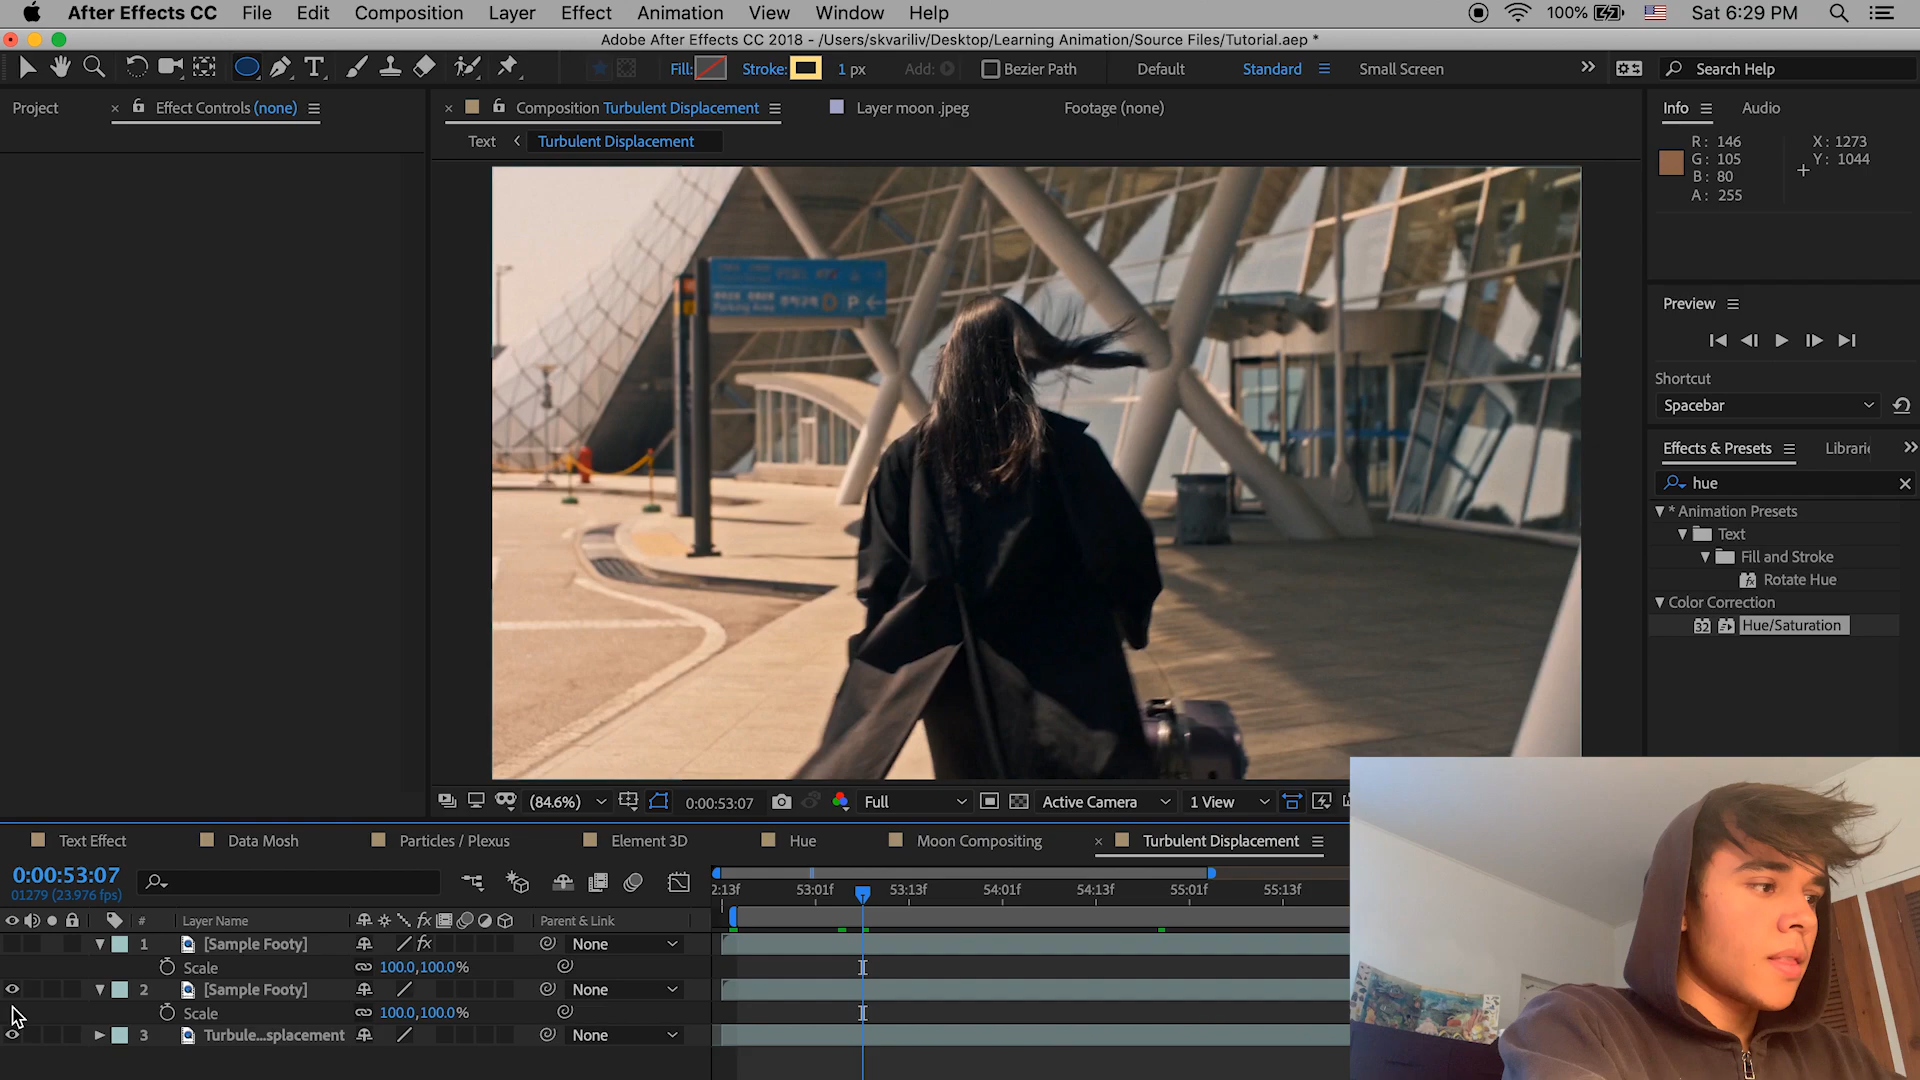 After Effects CC File Edit Composition Layer Effect Animation View Window Help 100% Sat 6:29 PM
Adobe After Effects CC 2018 - /Users/skvariliv/Desktop/Learning Animation/Source Files/Tutorial.aep *
Fill: Stroke: 1 px Add: Bezier Path Default Standard Small Screen Search Help
Project Effect Controls (none) Composition Turbulent Displacement Layer moon .jpeg Footage (none) Info Audio
Text Turbulent Displacement
R: 146 X: 1273
G: 105 Y: 1044
B: 80
A: 255
P
Preview
Shortcut
Spacebar
Effects & Presets Librari
hue
* Animation Presets
Text
Fill and Stroke
Rotate Hue
Color Correction
32 Hue/Saturation
(84.6%) 0:00:53:07 Full Active Camera 1 View
Text Effect Data Mosh Particles / Plexus Element 3D Hue Moon Compositing Turbulent Displacement
0:00:53:07
01279 (23.976 fps)
2:13f 53:01f 53:13f 54:01f 54:13f 55:01f 55:13f
# Layer Name fx Parent & Link
1 [Sample Footy] fx None
Scale 100.0,100.0%
2 [Sample Footy] None
Scale 100.0,100.0%
3 Turbule...splacement None